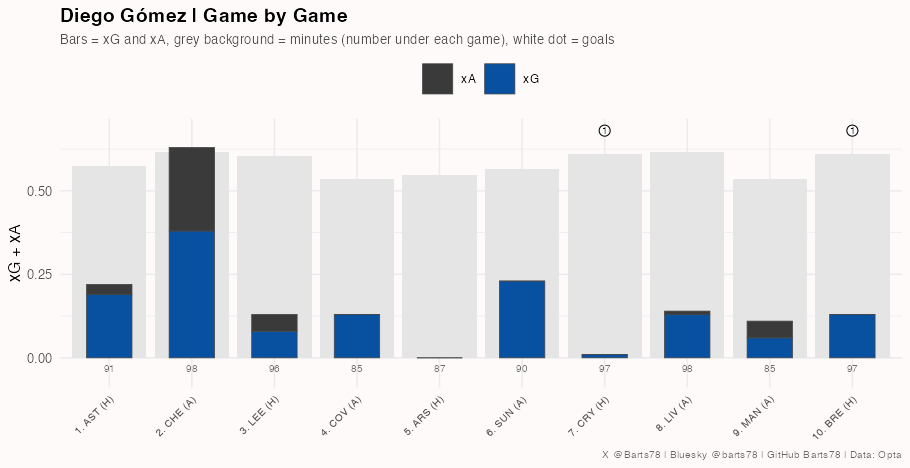 Diego Gómez | Game by Game
Bars = xG and xA, grey background = minutes (number under each game), white dot = goals
xA xG
1 1
xG + xA
0.50
0.25
0.00
91 98 96 85 87 90 97 98 85 97
1. AST (H) 2. CHE (A) 3. LEE (H) 4. COV (A) 5. ARS (H) 6. SUN (A) 7. CRY (H) 8. LIV (A) 9. MAN (A) 10. BRE (H)
X @Barts78 | Bluesky @barts78 | GitHub Barts78 | Data: Opta